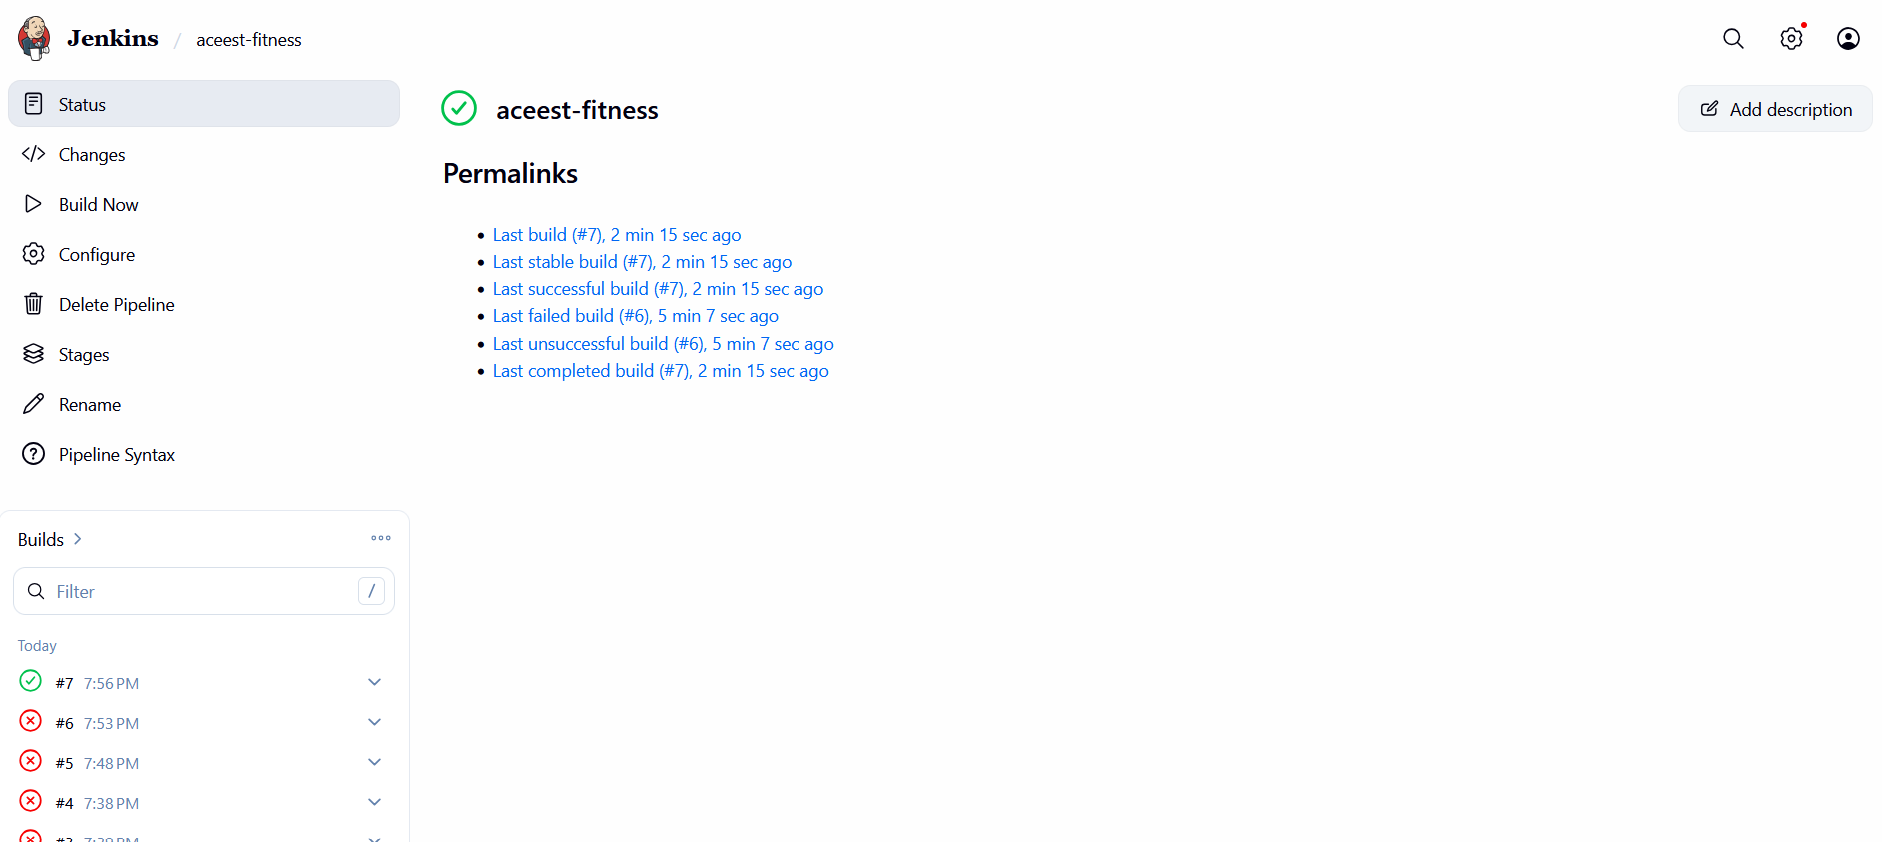 Jenkins / aceest-fitness
Status
Changes
Build Now
Configure
Delete Pipeline
Stages
Rename
Pipeline Syntax
Builds
Filter /
Today
#7 7:56 PM
#6 7:53 PM
#5 7:48 PM
#4 7:38 PM
aceest-fitness
Add description
Permalinks
Last build (#7), 2 min 15 sec ago
Last stable build (#7), 2 min 15 sec ago
Last successful build (#7), 2 min 15 sec ago
Last failed build (#6), 5 min 7 sec ago
Last unsuccessful build (#6), 5 min 7 sec ago
Last completed build (#7), 2 min 15 sec ago